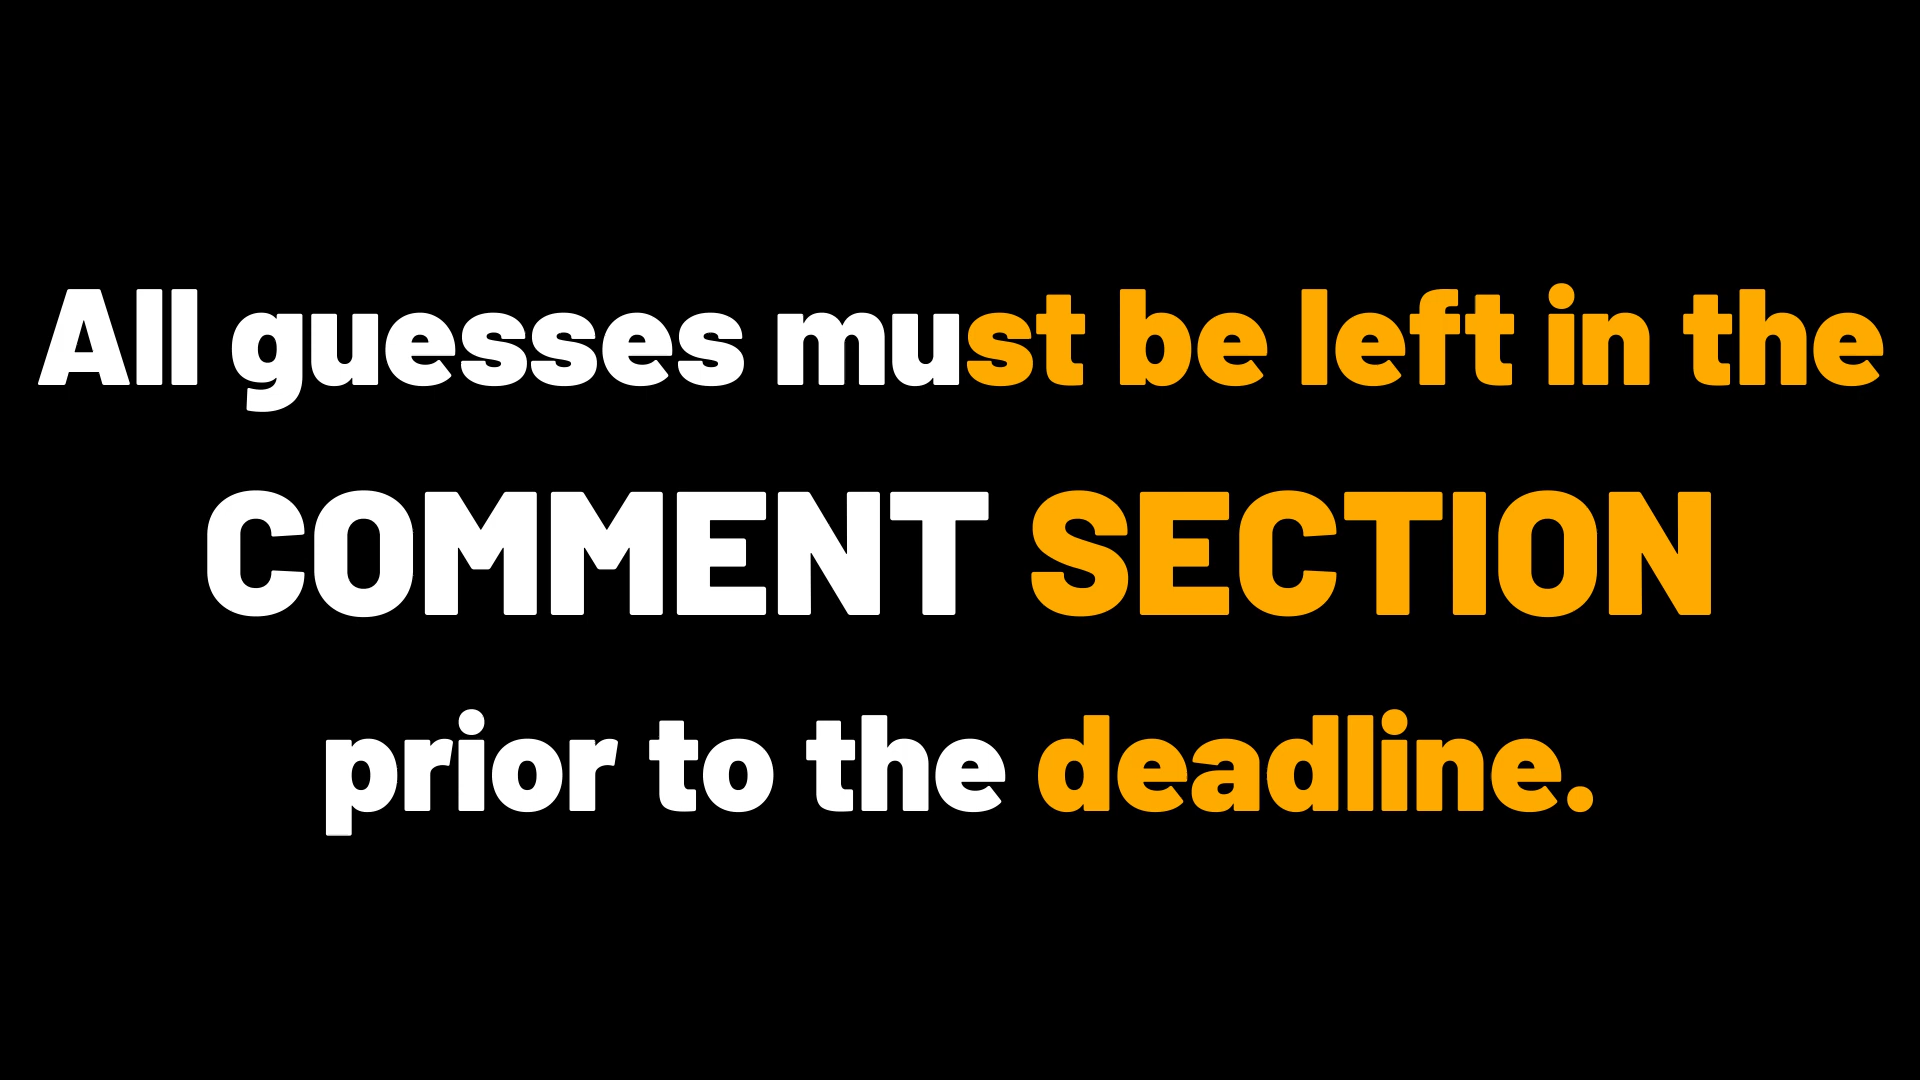 All guesses must be left in the
COMMENT SECTION
prior to the deadline.